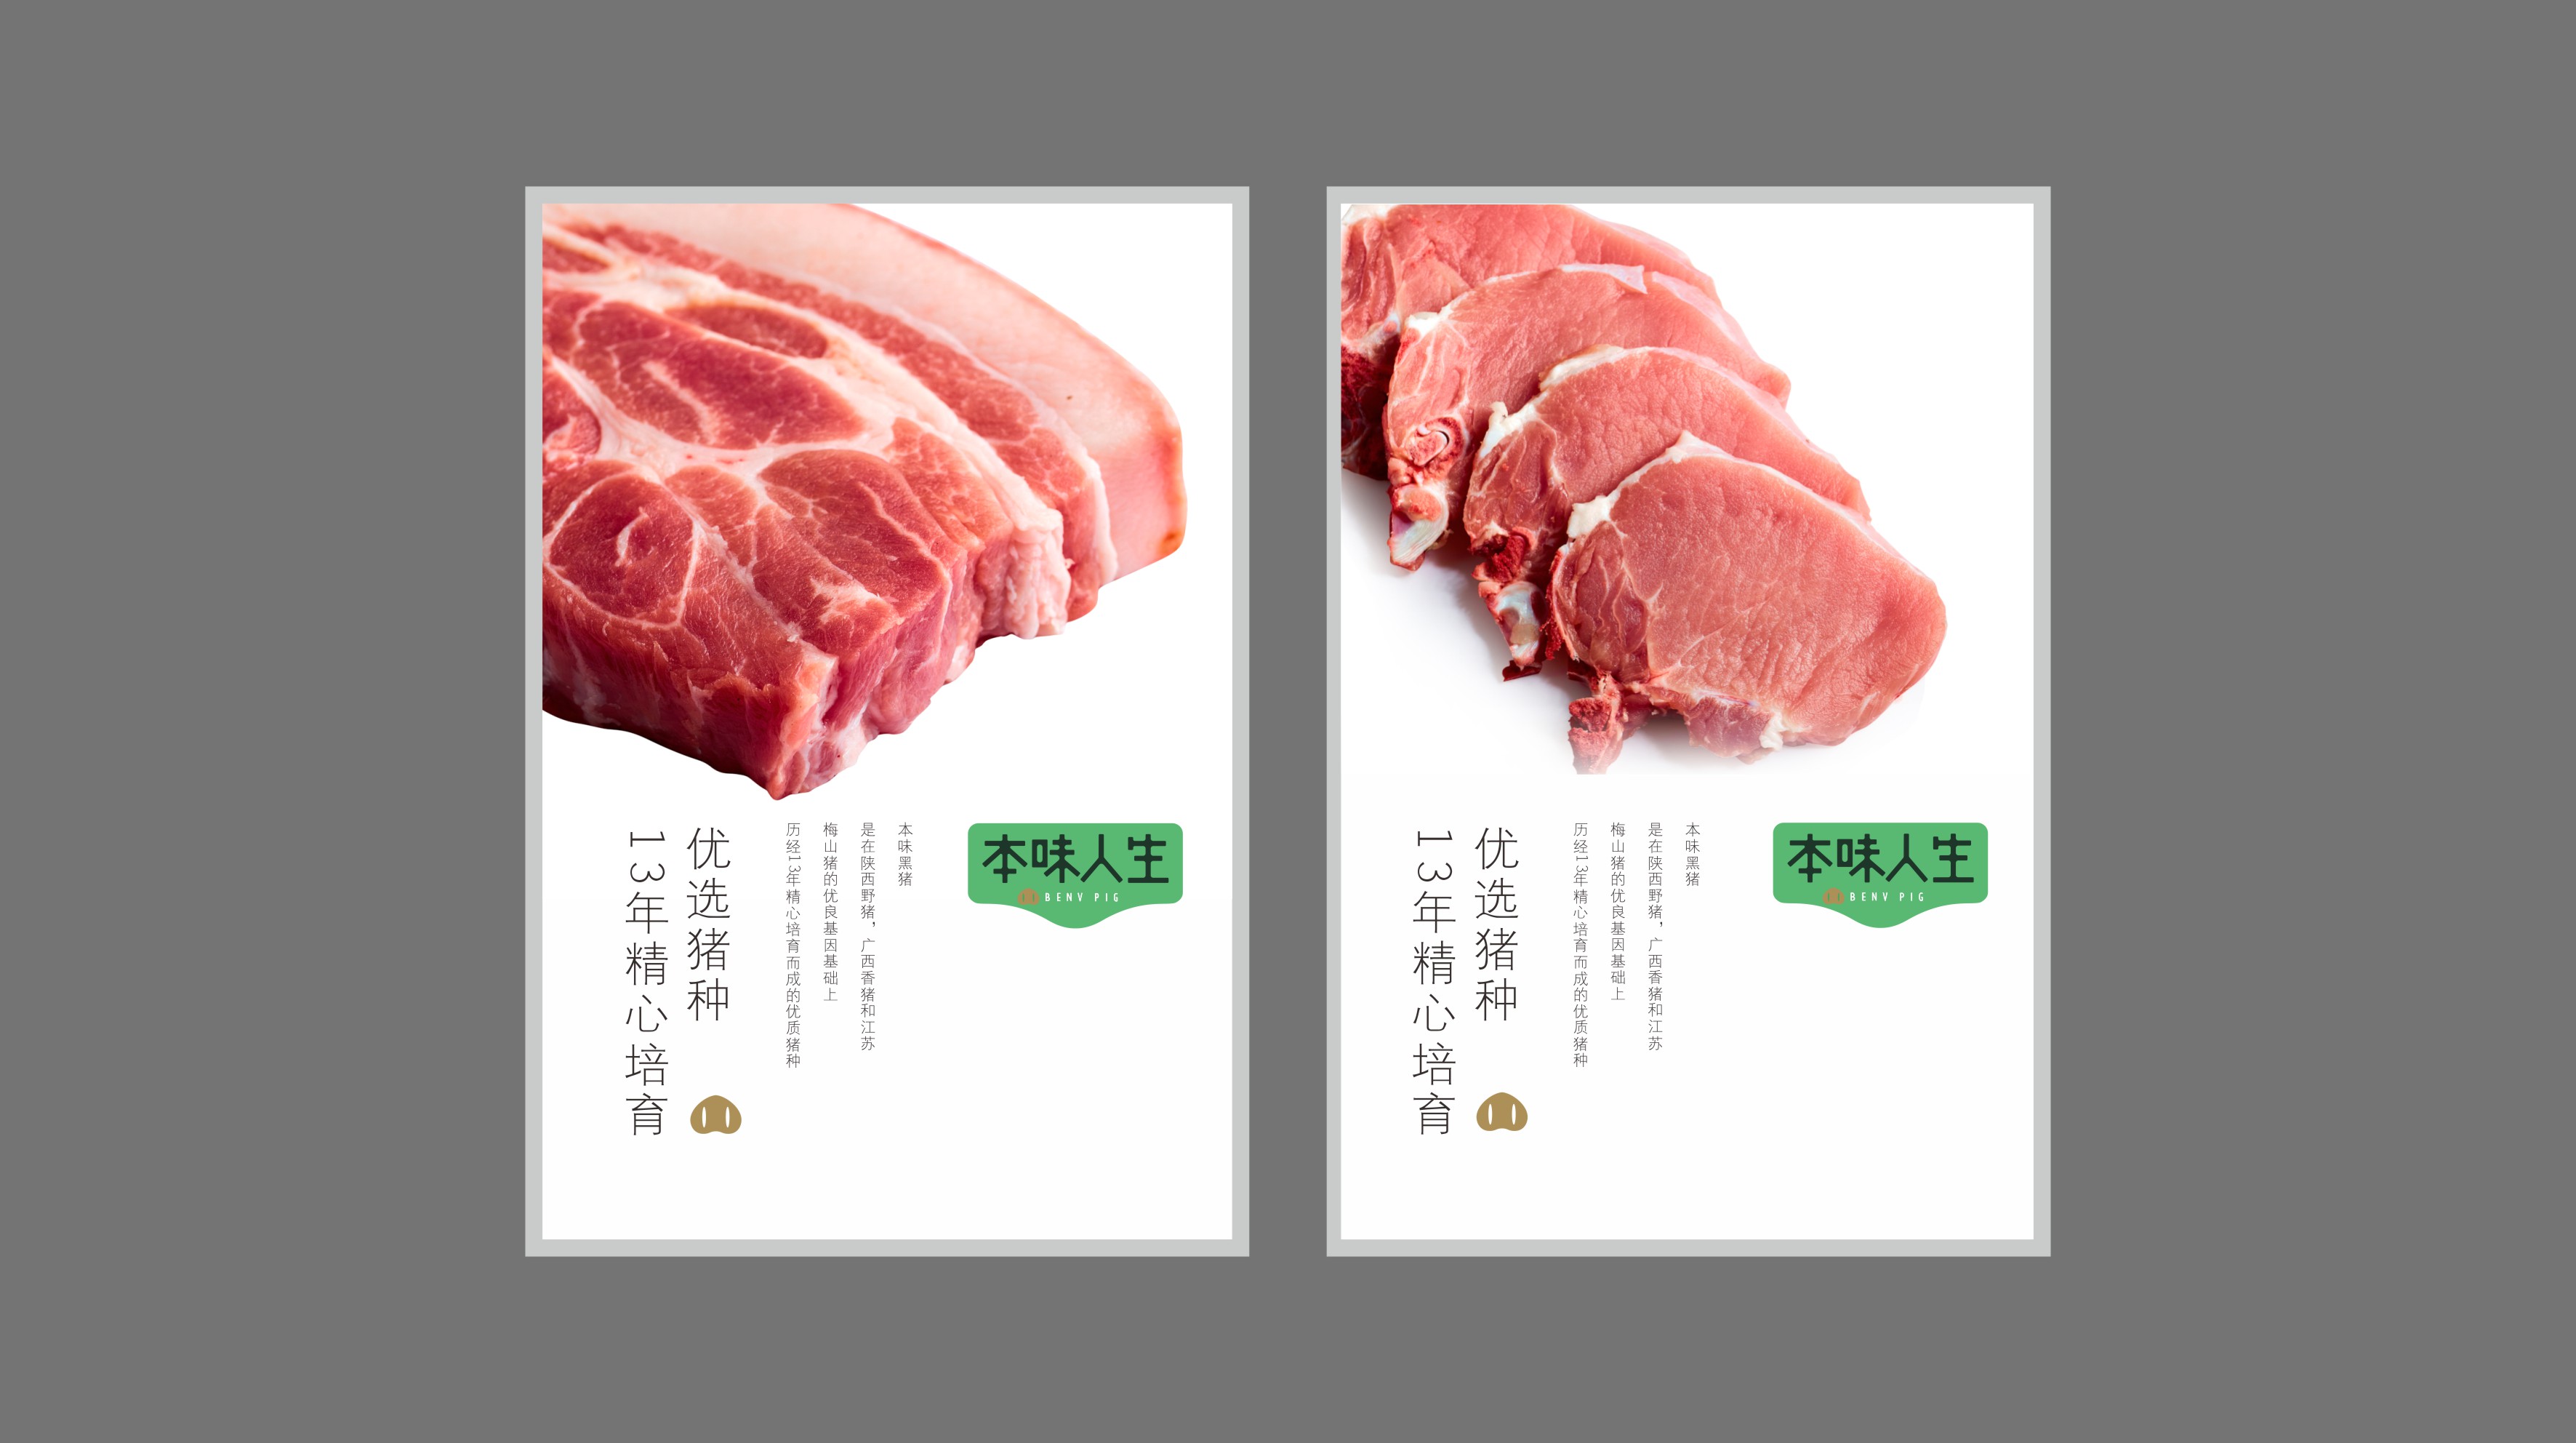 本味人生
BENV PIG
本味黑猪
是在陕西野猪，广西香猪和江苏
梅山猪的优良基因基础上
历经13年精心培育而成的优质猪种
优选猪种
13年精心培育
本味人生
BENV PIG
本味黑猪
是在陕西野猪，广西香猪和江苏
梅山猪的优良基因基础上
历经13年精心培育而成的优质猪种
优选猪种
13年精心培育